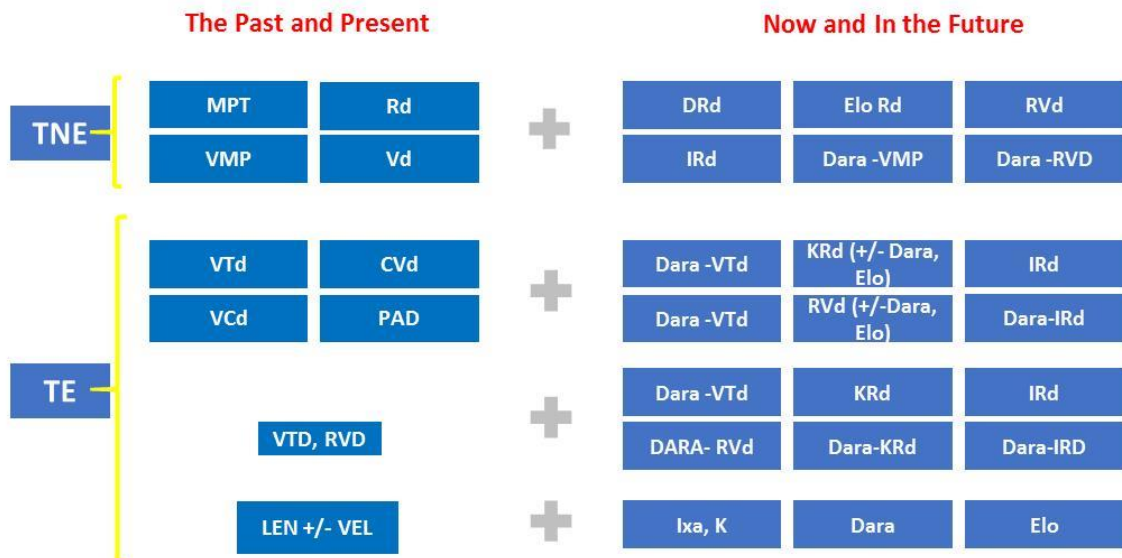 The Past and Present
Now and In the Future
TNE
MPT
Rd
DRd
Elo Rd
RVd
VMP
Vd
IRd
Dara -VMP
Dara -RVD
TE
VTd
CVd
Dara -VTd
KRd (+/- Dara,
Elo)
IRd
VCd
PAD
Dara -VTd
RVd (+/-Dara,
Elo)
Dara-IRd
VTD, RVD
Dara -VTd
KRd
IRd
DARA- RVd
Dara-KRd
Dara-IRD
LEN +/- VEL
Ixa, K
Dara
Elo